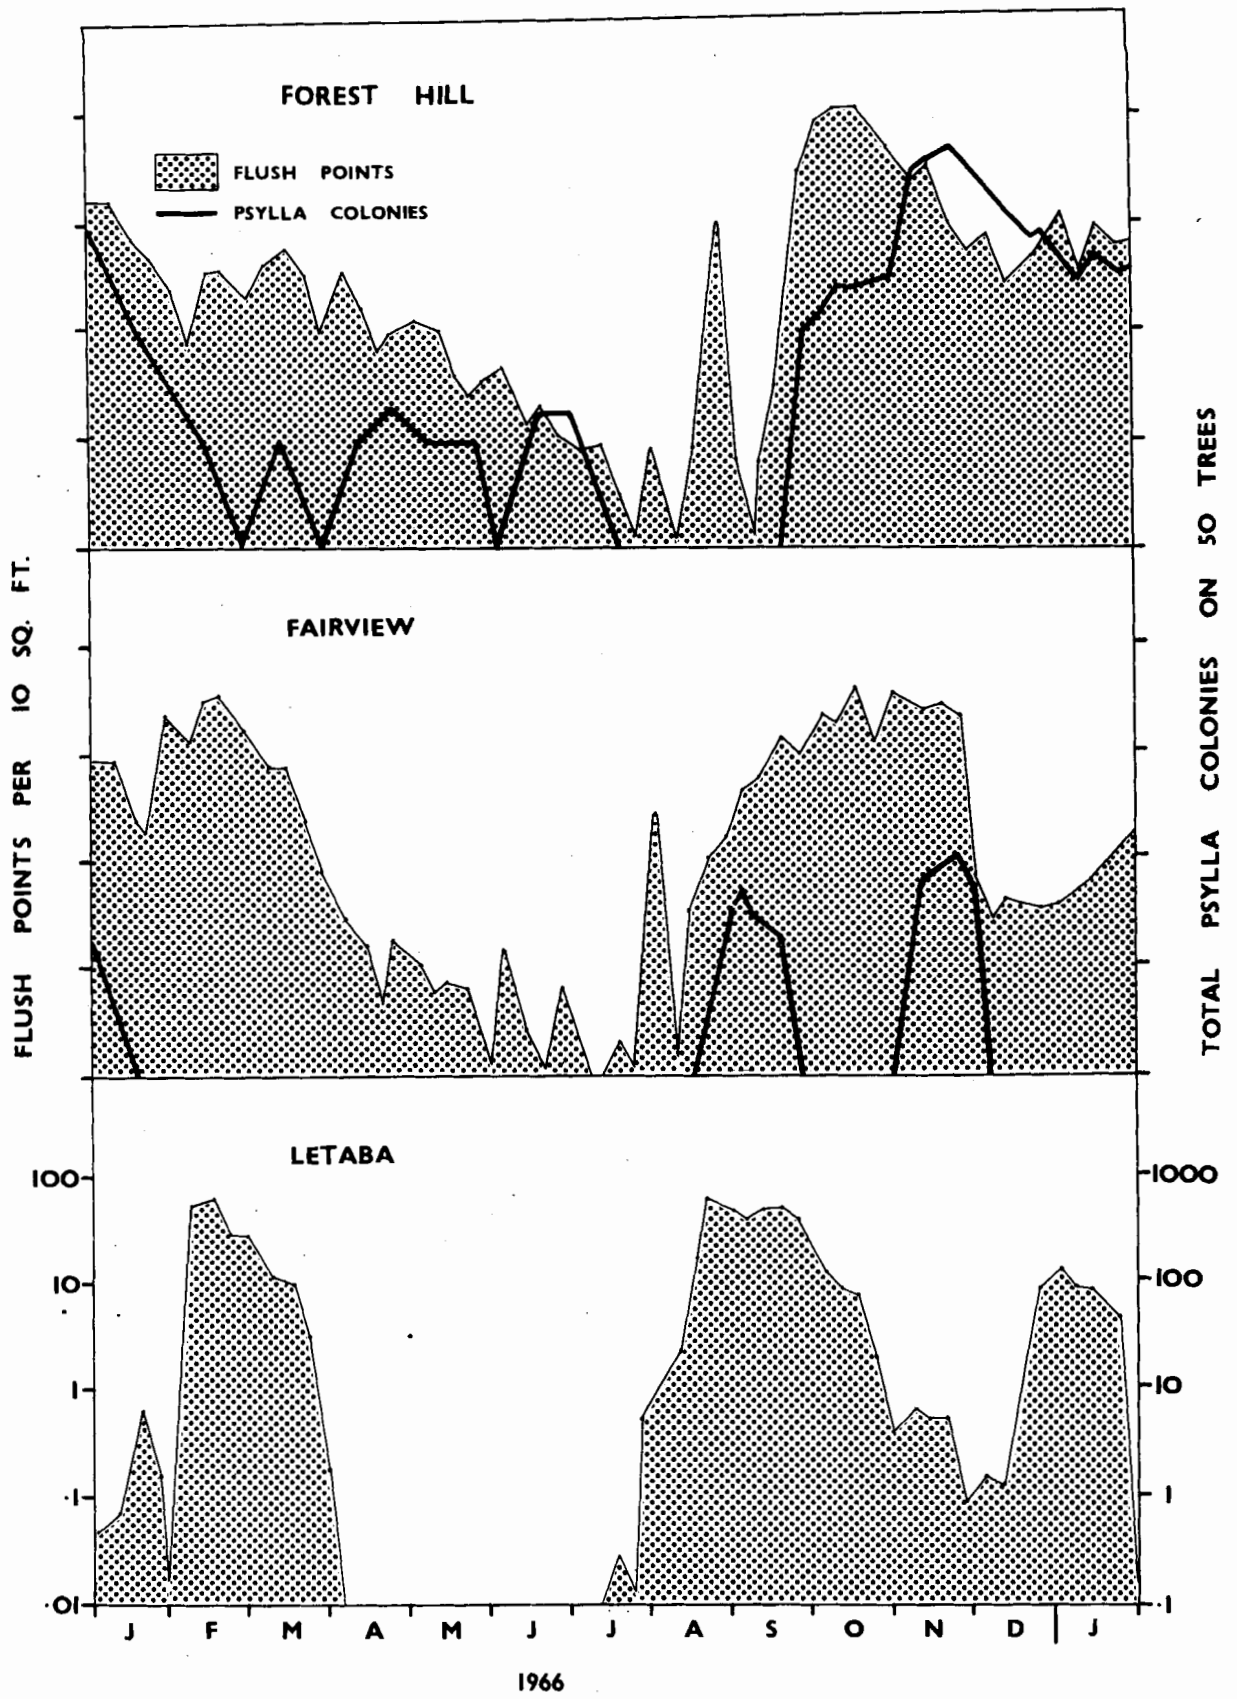 FOREST HILL
FLUSH POINTS
PSYLLA COLONIES
FAIRVIEW
LETABA
FLUSH POINTS PER 10 SQ. FT.
TOTAL PSYLLA COLONIES ON 50 TREES
100
10
1
·1
·01
1000
100
10
1
·1
J F M A M J J A S O N D J
1966